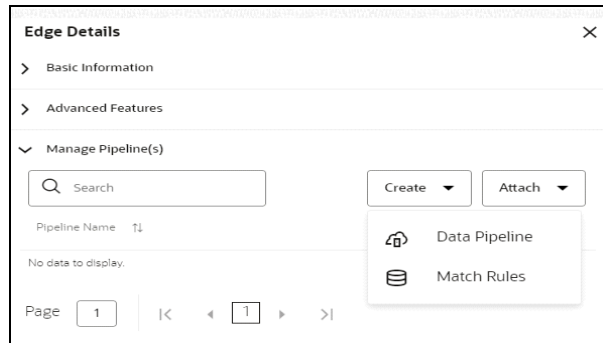 Edge Details
Basic Information
Advanced Features
Manage Pipeline(s)
Search
Create
Attach
Pipeline Name
Data Pipeline
No data to display.
Match Rules
Page 1 1